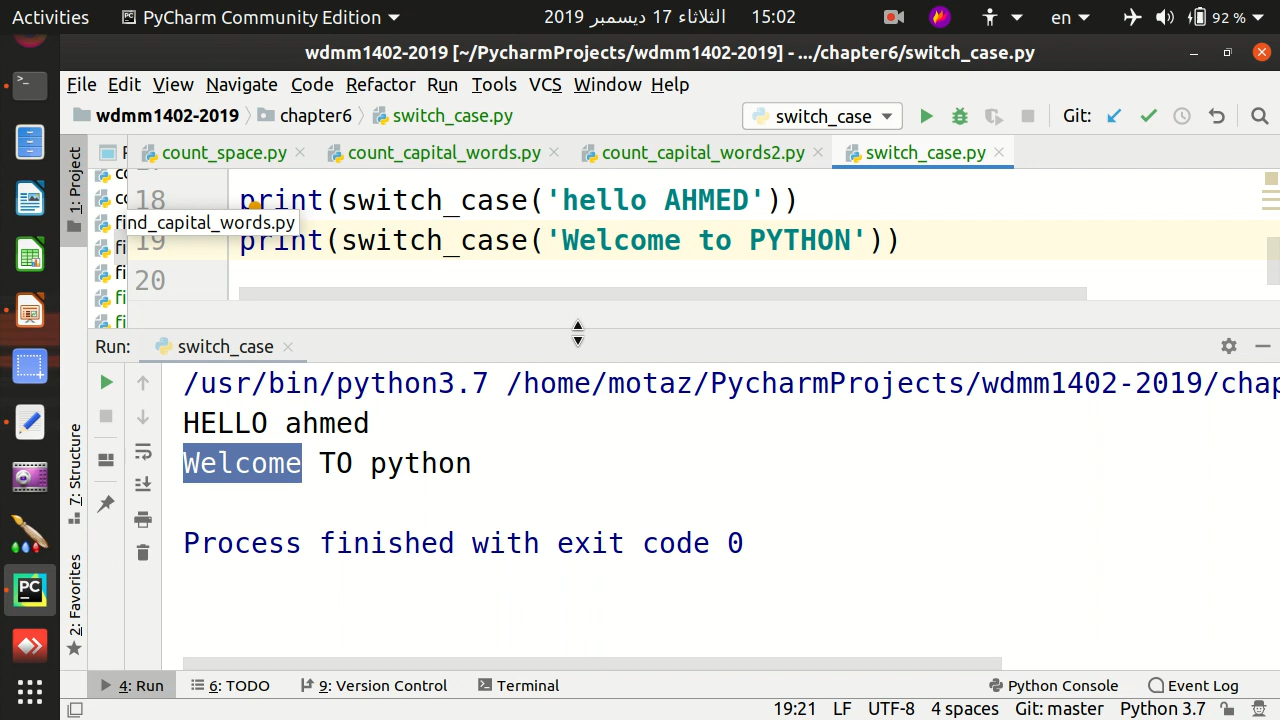 Activities PyCharm Community Edition 2019 الثلاثاء 17 ديسمبر 15:02 en 92 %
wdmm1402-2019 [~/PycharmProjects/wdmm1402-2019] - .../chapter6/switch_case.py
File Edit View Navigate Code Refactor Run Tools VCS Window Help
wdmm1402-2019 chapter6 switch_case.py switch_case Git:
1: Project count_space.py count_capital_words.py count_capital_words2.py switch_case.py
18 print(switch_case('hello AHMED'))
find_capital_words.py
19 print(switch_case('Welcome to PYTHON'))
20
Run: switch_case
/usr/bin/python3.7 /home/motaz/PycharmProjects/wdmm1402-2019/chap
HELLO ahmed
Welcome TO python
7: Structure
Process finished with exit code 0
2: Favorites
4: Run 6: TODO 9: Version Control Terminal Python Console Event Log
19:21 LF UTF-8 4 spaces Git: master Python 3.7